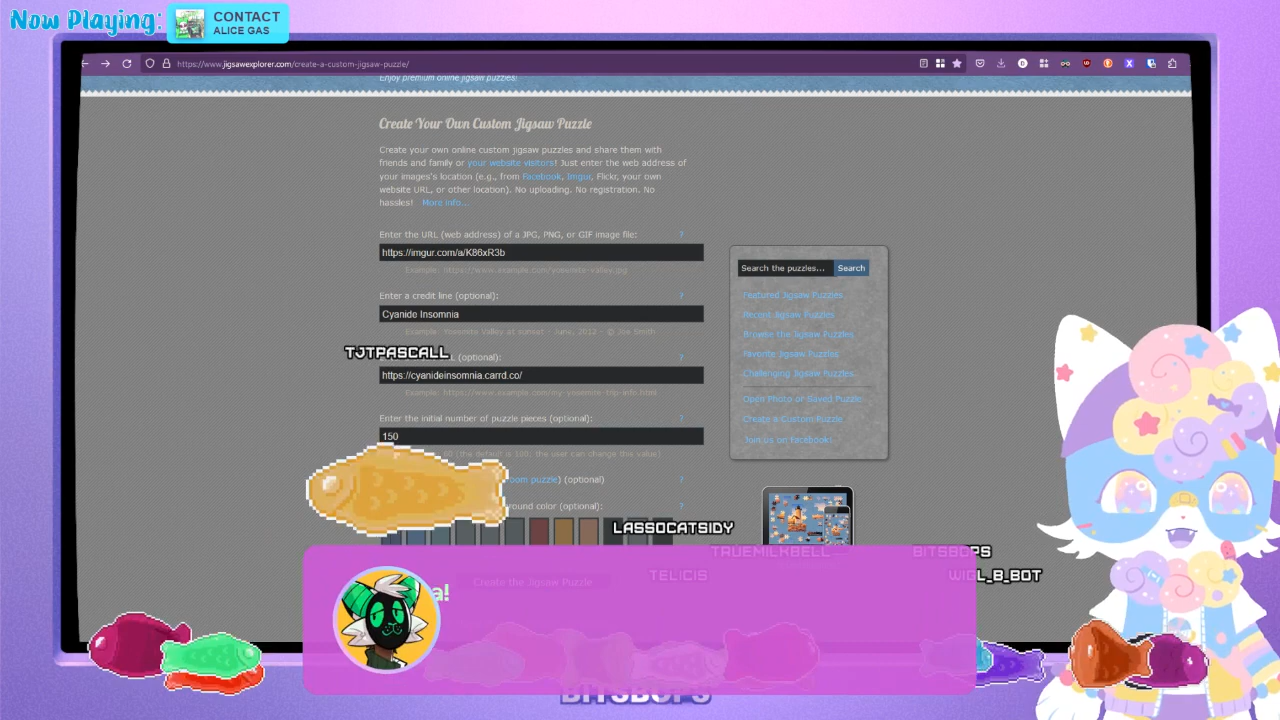 Now Playing:
CONTACT
ALICE GAS
https://www.jigsawexplorer.com/create-a-custom-jigsaw-puzzle/
Enjoy premium online jigsaw puzzles!
Create Your Own Custom Jigsaw Puzzle
Create your own online custom jigsaw puzzles and share them with
friends and family or your website visitors! Just enter the web address of
your images's location (e.g., from Facebook, Imgur, Flickr, your own
website URL, or other location). No uploading. No registration. No
hassles! More info...
Enter the URL (web address) of a JPG, PNG, or GIF image file: ?
https://imgur.com/a/K86xR3b
Example: https://www.example.com/yosemite-valley.jpg
Enter a credit line (optional): ?
Cyanide Insomnia
Example: Yosemite Valley at sunset - June, 2012 - © Joe Smith
TJTPASCALL
(optional): ?
https://cyanideinsomnia.carrd.co/
Example: https://www.example.com/my-yosemite-trip-info.html
Enter the initial number of puzzle pieces (optional): ?
150
(the default is 100; the user can change this value)
puzzle) (optional) ?
color (optional): ?
Create the Jigsaw Puzzle
Search the puzzles... Search
Featured Jigsaw Puzzles
Recent Jigsaw Puzzles
Browse the Jigsaw Puzzles
Favorite Jigsaw Puzzles
Challenging Jigsaw Puzzles
Open Photo or Saved Puzzle
Create a Custom Puzzle
Join us on Facebook!
LASSOCATSIDY
TRUEMILKBELL
BITSBOPS
TELICIS
WIDL_B_BOT
a!
BITSBOPS